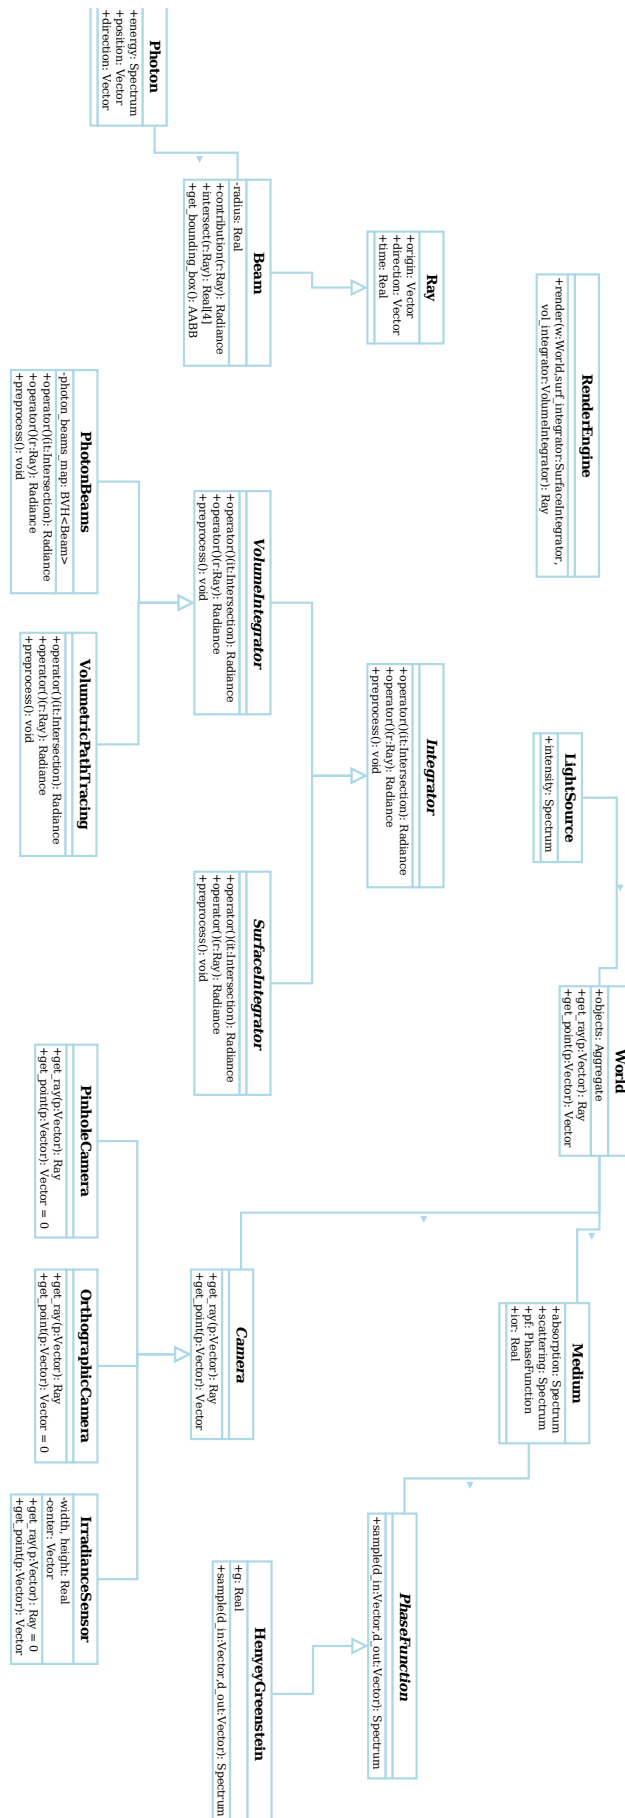 Photon
+energy: Spectrum
+position: Vector
+direction: Vector
Beam
-radius: Real
+contribution(r:Ray): Radiance
+intersect(r:Ray): Real[4]
+get_bounding_box(): AABB
Ray
+origin: Vector
+direction: Vector
+time: Real
RenderEngine
+render(w:World,surf_integrator:SurfaceIntegrator,
vol_integrator:VolumeIntegrator): Ray
PhotonBeams
-photon_beams_map: BVH<Beam>
+operator()(it:Intersection): Radiance
+operator()(r:Ray): Radiance
+preprocess(): void
VolumeIntegrator
+operator()(it:Intersection): Radiance
+operator()(r:Ray): Radiance
+preprocess(): void
VolumetricPathTracing
+operator()(it:Intersection): Radiance
+operator()(r:Ray): Radiance
+preprocess(): void
Integrator
+operator()(it:Intersection): Radiance
+operator()(r:Ray): Radiance
+preprocess(): void
LightSource
+intensity: Spectrum
SurfaceIntegrator
+operator()(it:Intersection): Radiance
+operator()(r:Ray): Radiance
+preprocess(): void
World
+objects: Aggregate
+get_ray(p:Vector): Ray
+get_point(p:Vector): Vector
PinholeCamera
+get_ray(p:Vector): Ray
+get_point(p:Vector): Vector = 0
OrthographicCamera
+get_ray(p:Vector): Ray
+get_point(p:Vector): Vector = 0
Camera
+get_ray(p:Vector): Ray
+get_point(p:Vector): Vector
Medium
+absorption: Spectrum
+scattering: Spectrum
+pf: PhaseFunction
+ior: Real
IrradianceSensor
-width, height: Real
-center: Vector
+get_ray(p:Vector): Ray = 0
+get_point(p:Vector): Vector
PhaseFunction
+sample(d_in:Vector,d_out:Vector): Spectrum
HenyeyGreenstein
+g: Real
+sample(d_in:Vector,d_out:Vector): Spectrum